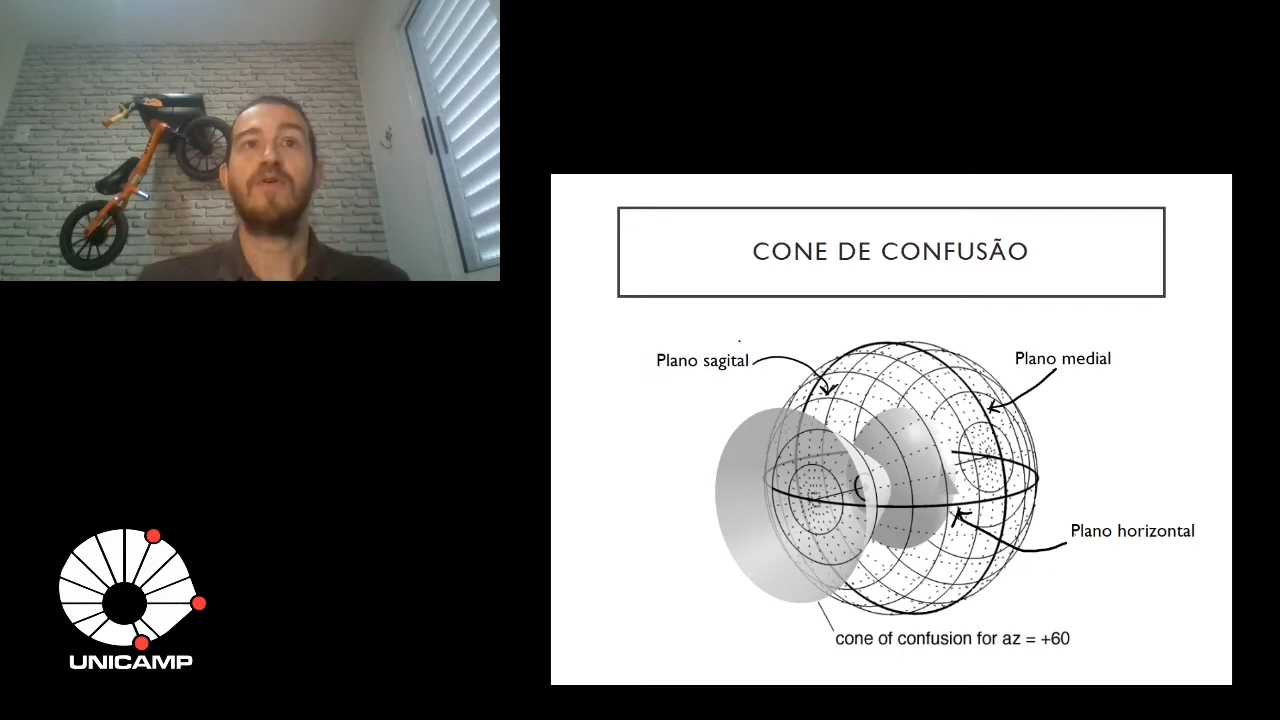 CONE DE CONFUSÃO
Plano sagital
Plano medial
Plano horizontal
cone of confusion for az = +60
UNICAMP